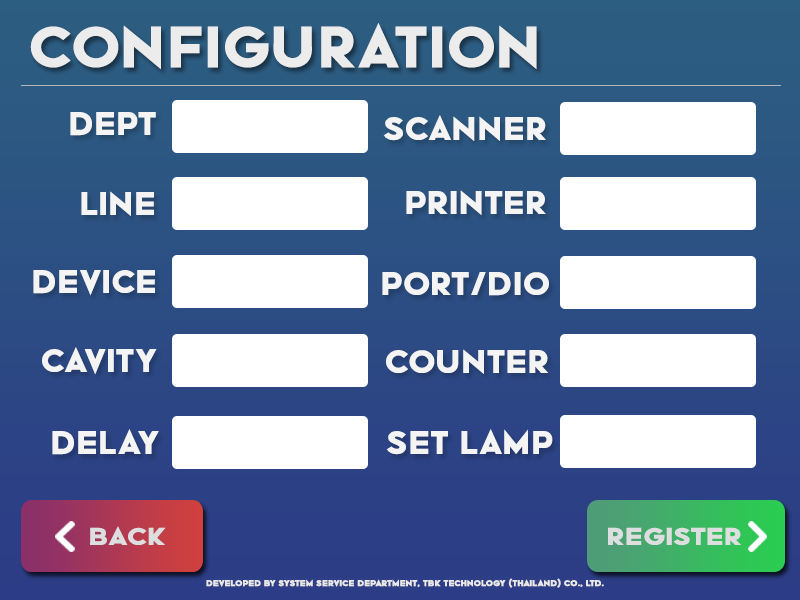 CONFIGURATION
DEPT
SCANNER
LINE
PRINTER
DEVICE
PORT/DIO
CAVITY
COUNTER
DELAY
SET LAMP
BACK
REGISTER
DEVELOPED BY SYSTEM SERVICE DEPARTMENT, TBK TECHNOLOGY (THAILAND) CO., LTD.